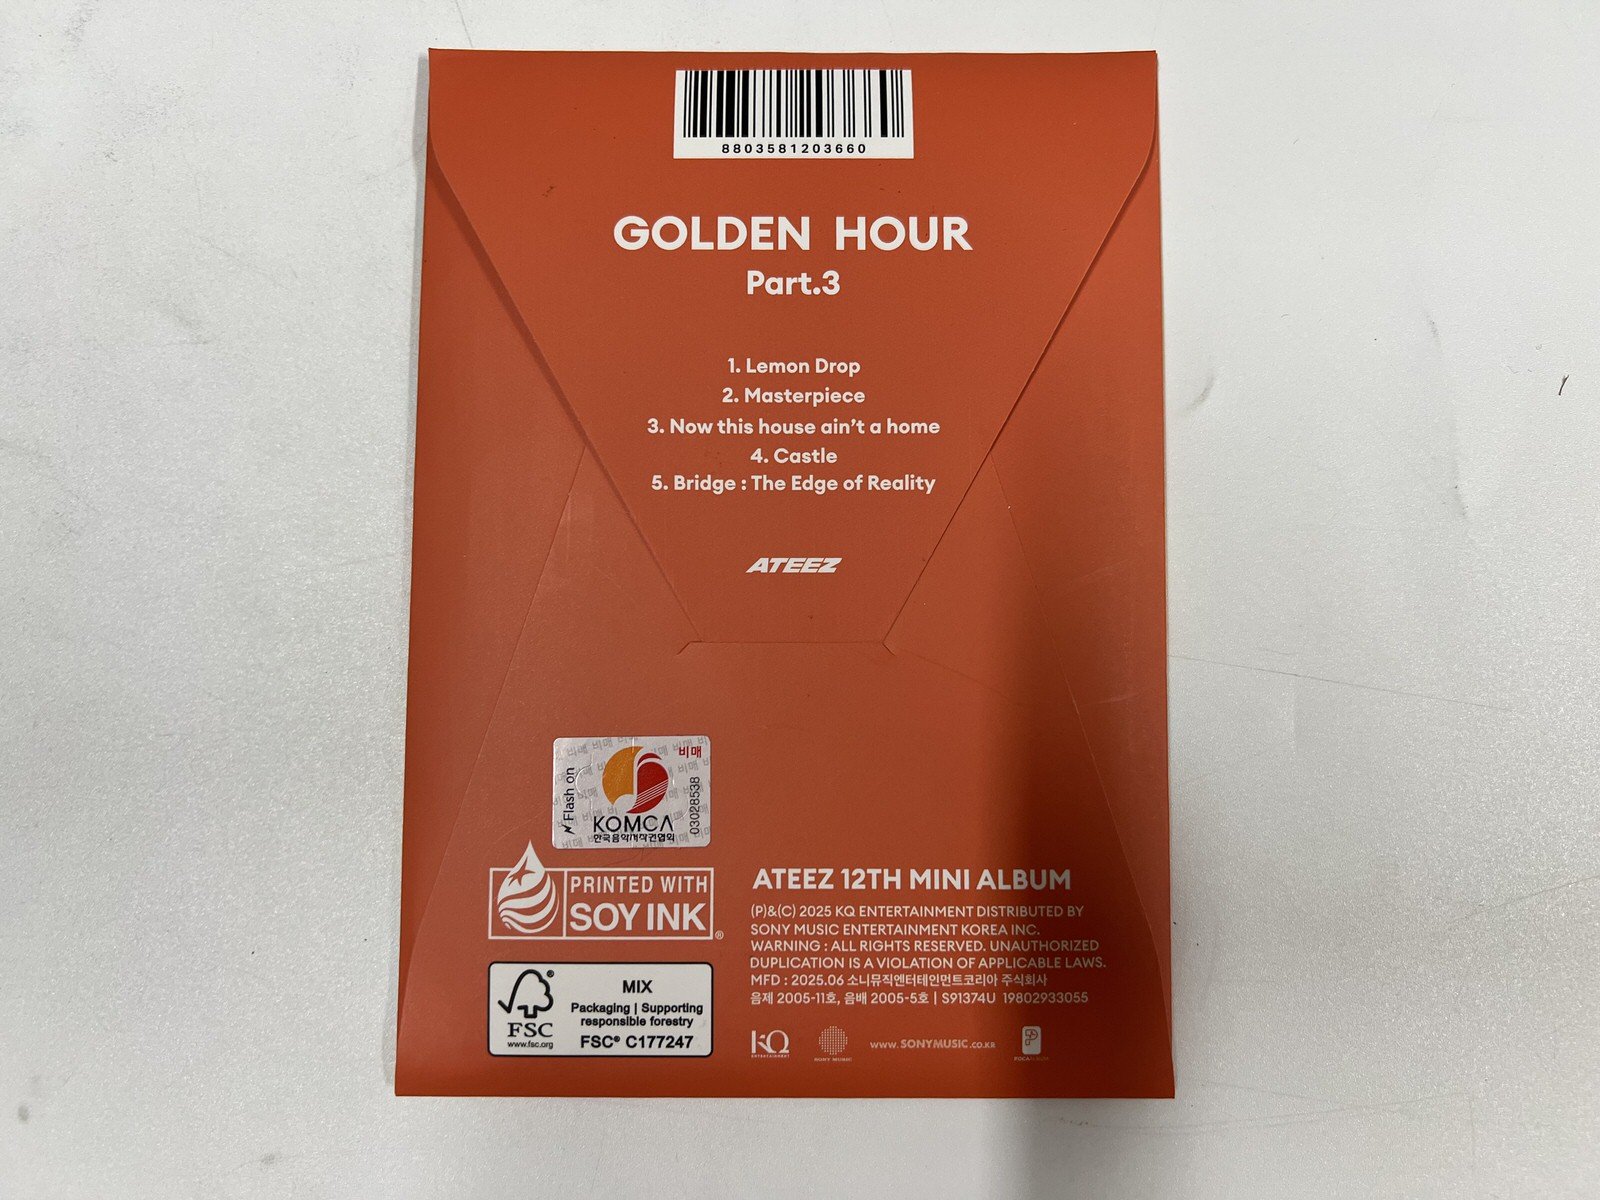 8803581203660
GOLDEN HOUR
Part.3
1. Lemon Drop
2. Masterpiece
3. Now this house ain't a home
4. Castle
5. Bridge : The Edge of Reality
ATEEZ
비매
Flash on
03028538
KOMCA
한국음악저작권협회
PRINTED WITH
SOY INK
®
FSC
www.fsc.org
MIX
Packaging | Supporting
responsible forestry
FSC® C177247
ATEEZ 12TH MINI ALBUM
(P)&(C) 2025 KQ ENTERTAINMENT DISTRIBUTED BY
SONY MUSIC ENTERTAINMENT KOREA INC.
WARNING : ALL RIGHTS RESERVED. UNAUTHORIZED
DUPLICATION IS A VIOLATION OF APPLICABLE LAWS.
MFD : 2025.06 소니뮤직엔터테인먼트코리아 주식회사
음제 2005-11호, 음배 2005-5호 | S91374U 19802933055
KQ
ENTERTAINMENT
SONY MUSIC
www.SONYMUSIC.co.kr
POCAALBUM